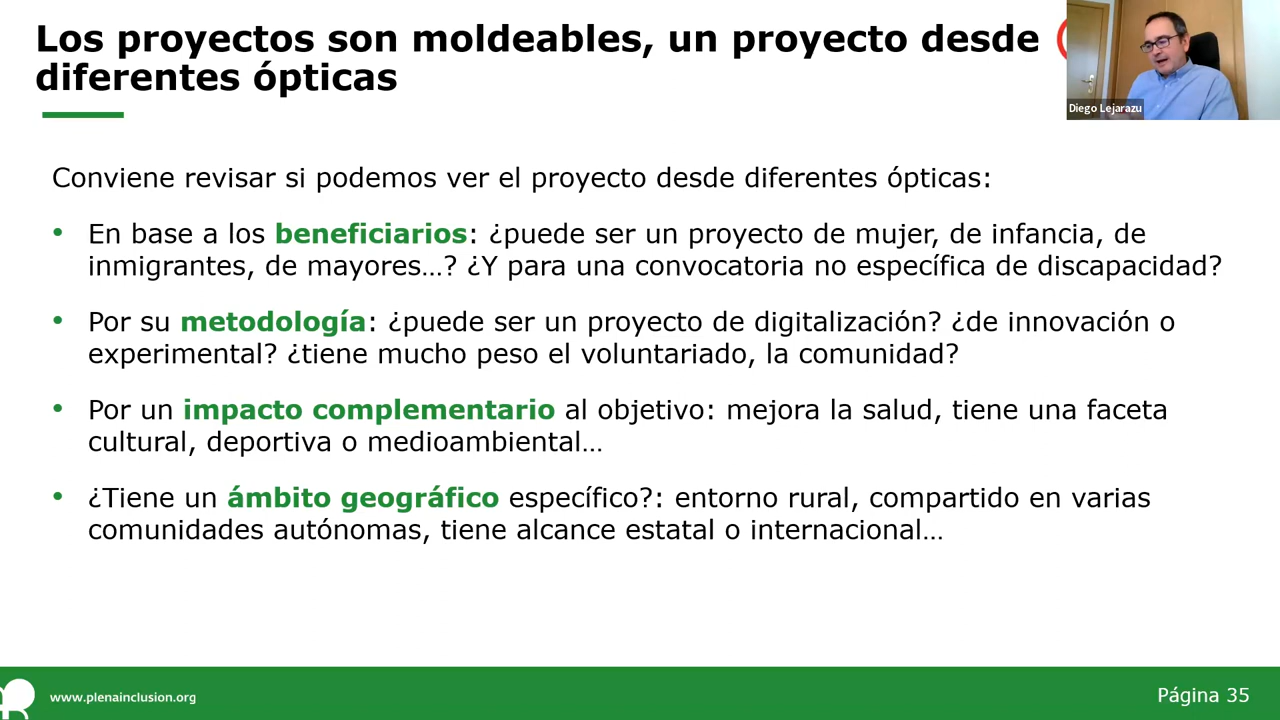 Los proyectos son moldeables, un proyecto desde
diferentes ópticas
Diego Lejarazu
Conviene revisar si podemos ver el proyecto desde diferentes ópticas:
• En base a los beneficiarios: ¿puede ser un proyecto de mujer, de infancia, de
inmigrantes, de mayores…? ¿Y para una convocatoria no específica de discapacidad?
• Por su metodología: ¿puede ser un proyecto de digitalización? ¿de innovación o
experimental? ¿tiene mucho peso el voluntariado, la comunidad?
• Por un impacto complementario al objetivo: mejora la salud, tiene una faceta
cultural, deportiva o medioambiental…
• ¿Tiene un ámbito geográfico específico?: entorno rural, compartido en varias
comunidades autónomas, tiene alcance estatal o internacional…
www.plenainclusion.org
Página 35